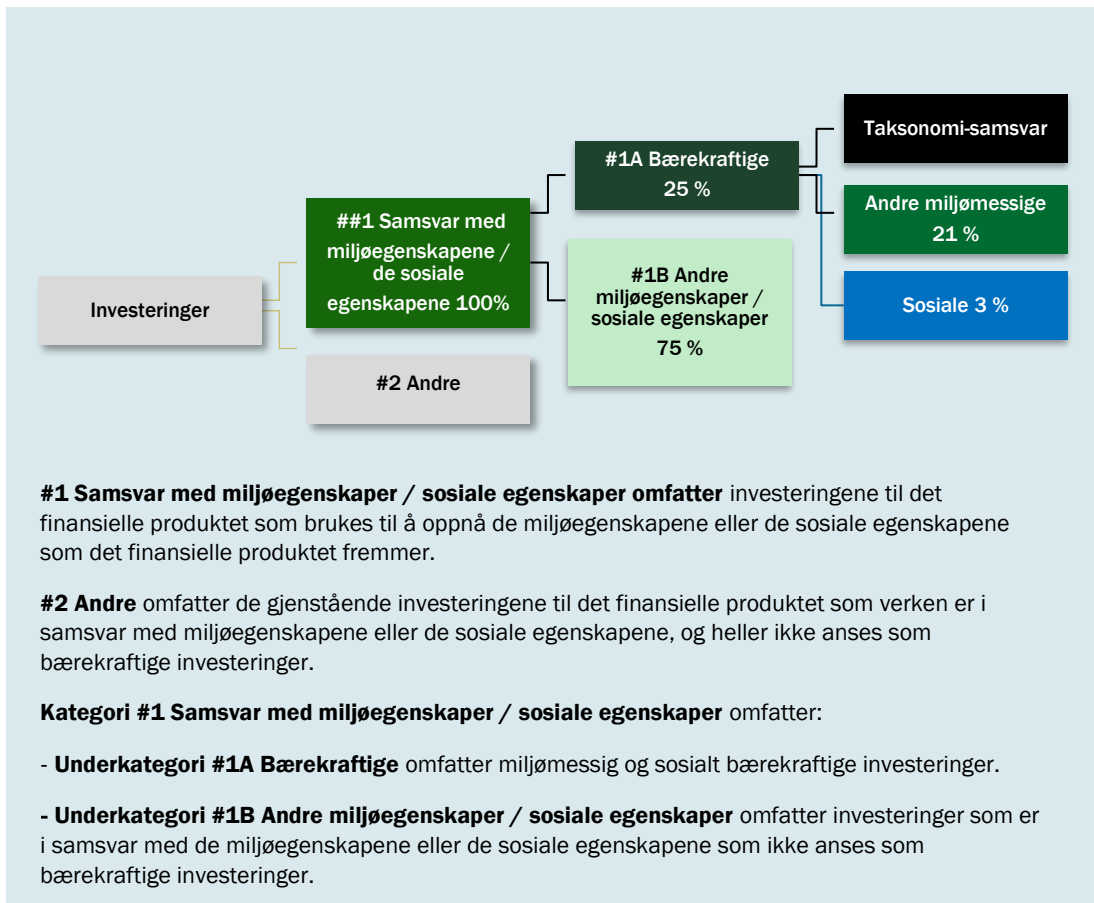 Investeringer
##1 Samsvar med
miljøegenskapene /
de sosiale
egenskapene 100%
#2 Andre
#1A Bærekraftige
25 %
#1B Andre
miljøegenskaper /
sosiale egenskaper
75 %
Taksonomi-samsvar
Andre miljømessige
21 %
Sosiale 3 %
#1 Samsvar med miljøegenskaper / sosiale egenskaper omfatter investeringene til det
finansielle produktet som brukes til å oppnå de miljøegenskapene eller de sosiale egenskapene
som det finansielle produktet fremmer.
#2 Andre omfatter de gjenstående investeringene til det finansielle produktet som verken er i
samsvar med miljøegenskapene eller de sosiale egenskapene, og heller ikke anses som
bærekraftige investeringer.
Kategori #1 Samsvar med miljøegenskaper / sosiale egenskaper omfatter:
- Underkategori #1A Bærekraftige omfatter miljømessig og sosialt bærekraftige investeringer.
- Underkategori #1B Andre miljøegenskaper / sosiale egenskaper omfatter investeringer som er
i samsvar med de miljøegenskapene eller de sosiale egenskapene som ikke anses som
bærekraftige investeringer.